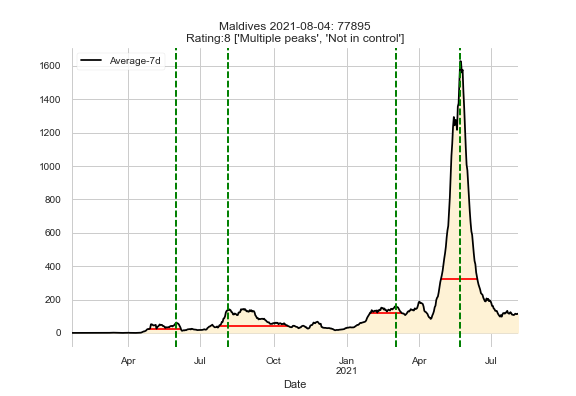 Maldives 2021-08-04: 77895
Rating:8 ['Multiple peaks', 'Not in control']
Average-7d
1600
1400
1200
1000
800
600
400
200
0
Apr Jul Oct Jan Apr Jul
2021
Date